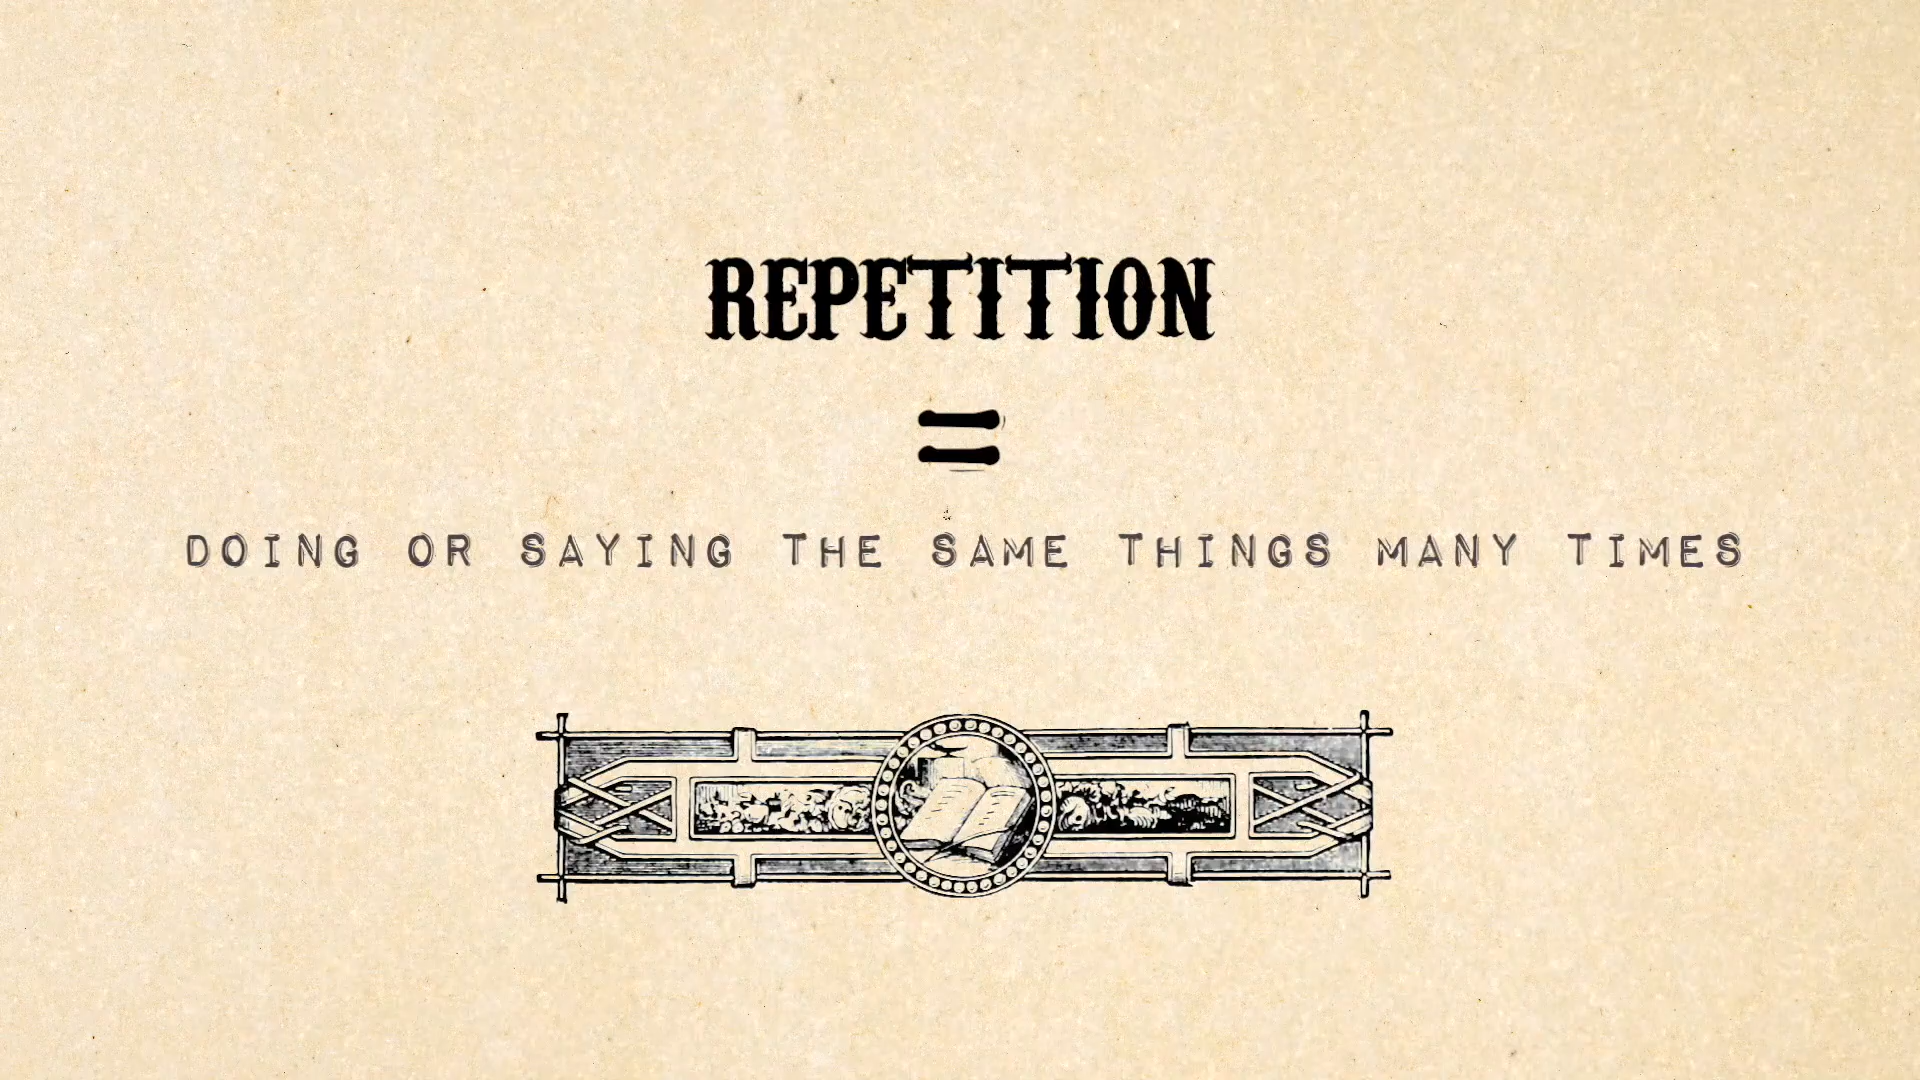 REPETITION
=
DOING OR SAYING THE SAME THINGS MANY TIMES